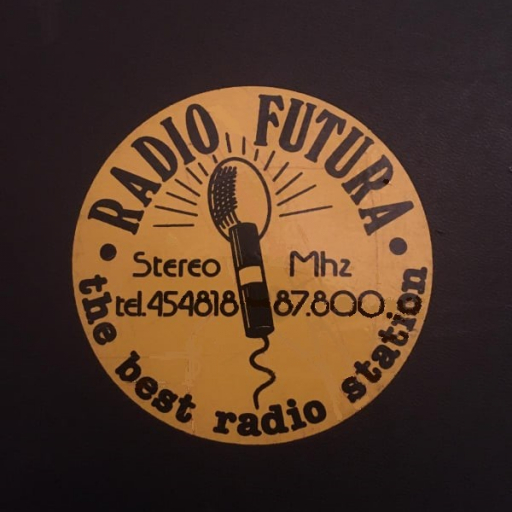 RADIO FUTURA
Stereo Mhz
tel.454818 87.800.
the best radio station